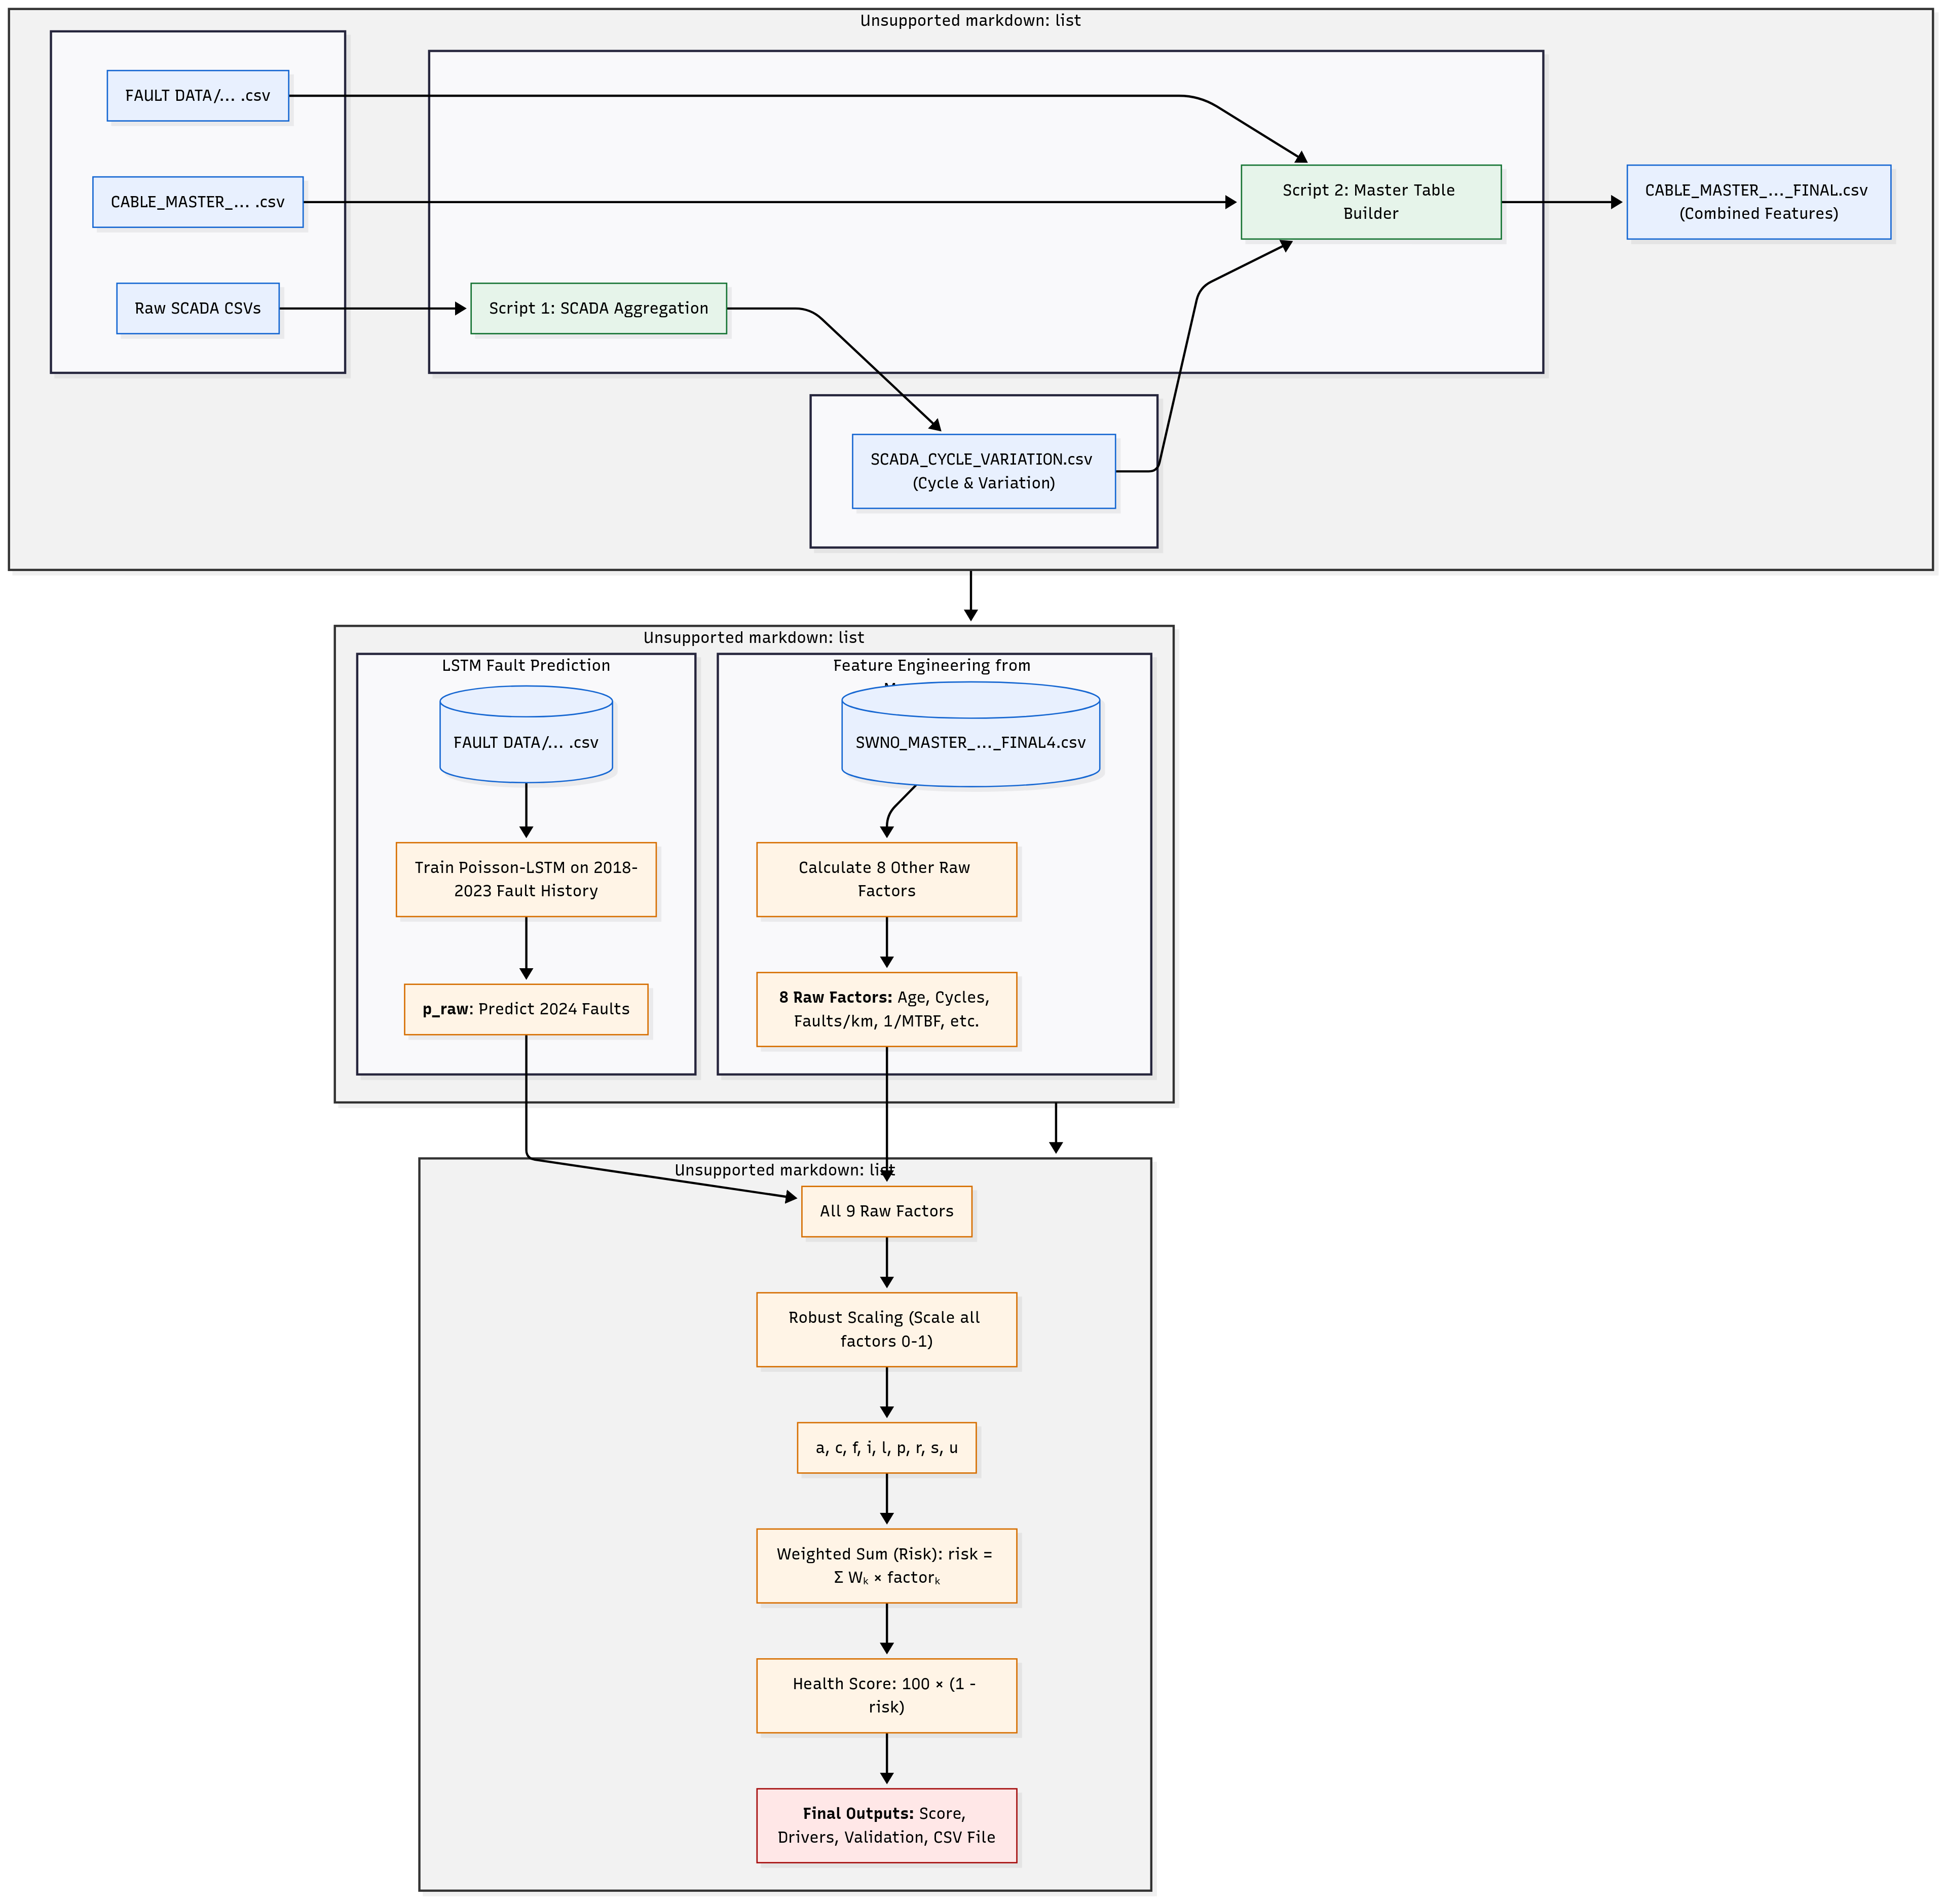 Unsupported markdown: list
FAULT DATA/... .csv
CABLE_MASTER_... .csv
Raw SCADA CSVs
Script 1: SCADA Aggregation
Script 2: Master Table
Builder
CABLE_MASTER_..._FINAL.csv
(Combined Features)
SCADA_CYCLE_VARIATION.csv
(Cycle & Variation)
Unsupported markdown: list
LSTM Fault Prediction
FAULT DATA/... .csv
Train Poisson-LSTM on 2018-
2023 Fault History
p_raw: Predict 2024 Faults
Feature Engineering from
SWNO_MASTER_..._FINAL4.csv
Calculate 8 Other Raw
Factors
8 Raw Factors: Age, Cycles,
Faults/km, 1/MTBF, etc.
Unsupported markdown: list
All 9 Raw Factors
Robust Scaling (Scale all
factors 0-1)
a, c, f, i, l, p, r, s, u
Weighted Sum (Risk): risk =
Σ Wₖ × factorₖ
Health Score: 100 × (1 -
risk)
Final Outputs: Score,
Drivers, Validation, CSV File